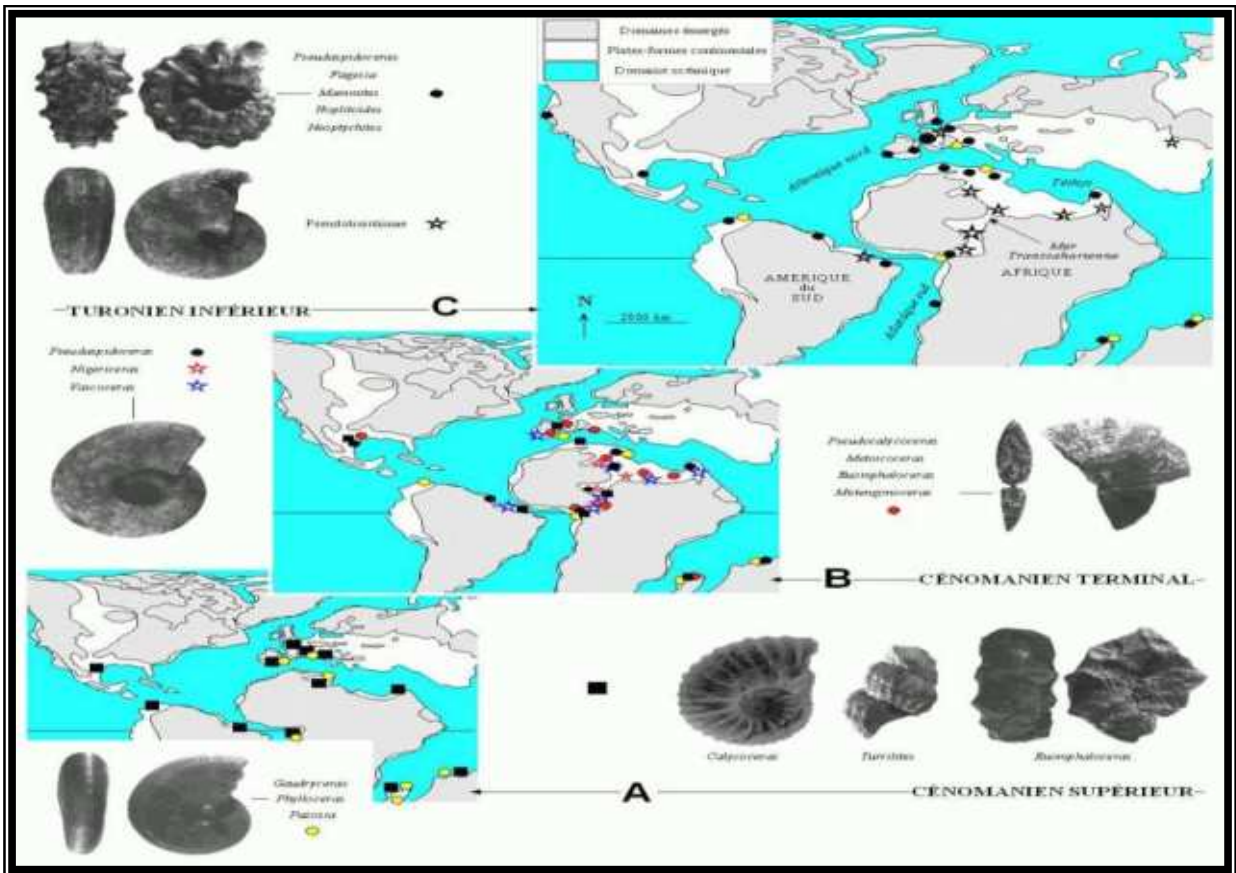 Domaines émergés
Plates-formes continentales
Domaine océanique
Pseudaspidoceras
Fagesia
Mammites
Hoplitoides
Neoptychites
Pseudotissotiinae
TURONIEN INFÉRIEUR
C
Atlantique nord
Téthys
Mer
Transsaharienne
AFRIQUE
AMÉRIQUE
du
SUD
Atlantique sud
N
2000 km
Pseudaspidoceras
Nigericeras
Vascoceras
Pseudocalycoceras
Metoicoceras
Euomphaloceras
Metengonoceras
B
CÉNOMANIEN TERMINAL
Calycoceras
Turrilites
Euomphaloceras
Gaudryceras
Phylloceras
Puzosia
A
CÉNOMANIEN SUPÉRIEUR